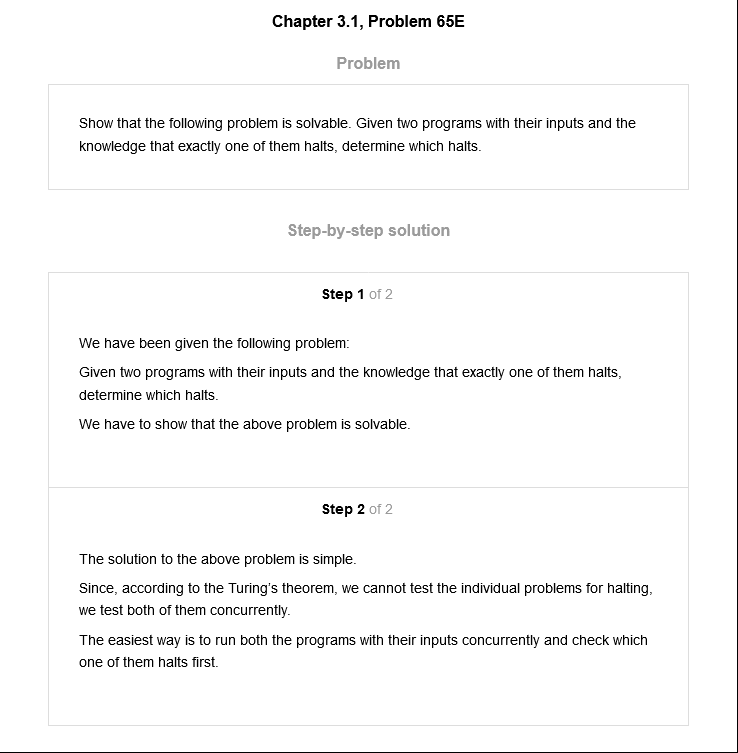 Chapter 3.1, Problem 65E
Problem
Show that the following problem is solvable. Given two programs with their inputs and the
knowledge that exactly one of them halts, determine which halts.
Step-by-step solution
Step 1 of 2
We have been given the following problem:
Given two programs with their inputs and the knowledge that exactly one of them halts,
determine which halts.
We have to show that the above problem is solvable.
Step 2 of 2
The solution to the above problem is simple.
Since, according to the Turing's theorem, we cannot test the individual problems for halting,
we test both of them concurrently.
The easiest way is to run both the programs with their inputs concurrently and check which
one of them halts first.